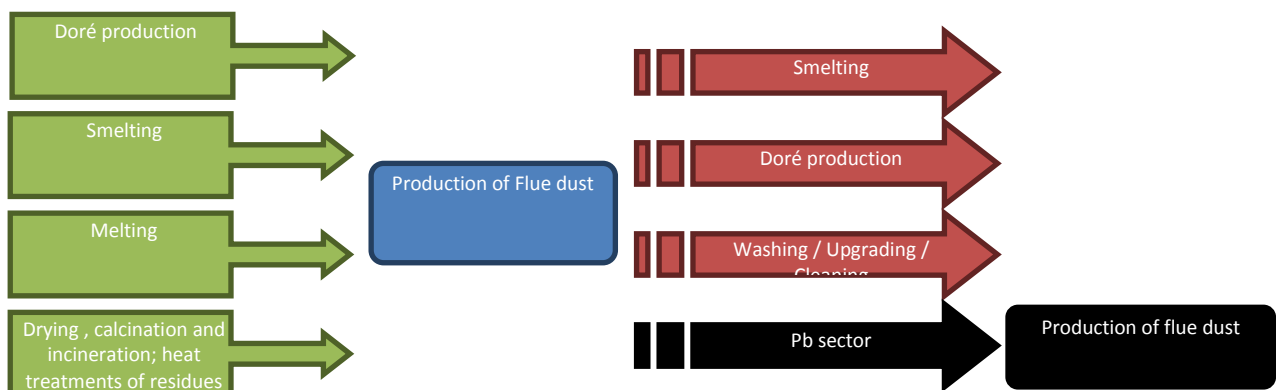 Doré production
Smelting
Melting
Drying , calcination and
incineration; heat
treatments of residues
Production of Flue dust
Smelting
Doré production
Washing / Upgrading /
Cleaning
Pb sector
Production of flue dust